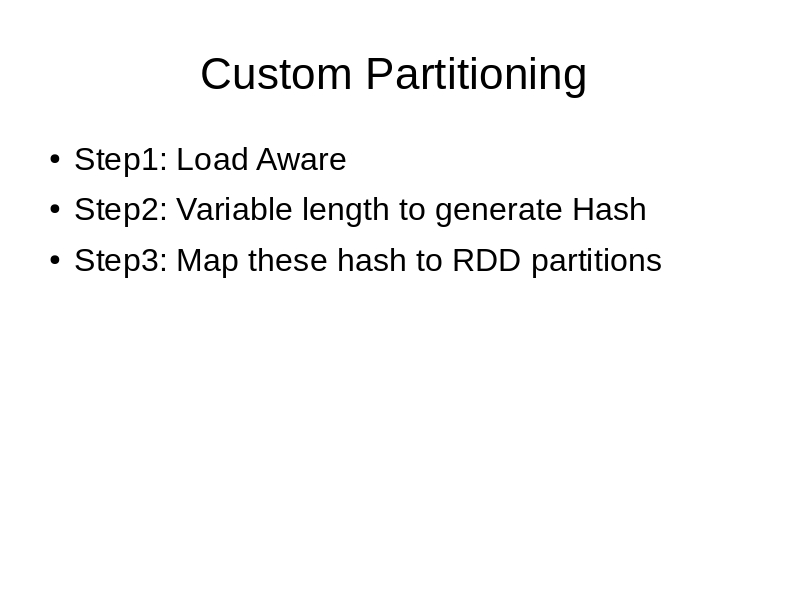 Custom Partitioning
• Step1: Load Aware
• Step2: Variable length to generate Hash
• Step3: Map these hash to RDD partitions